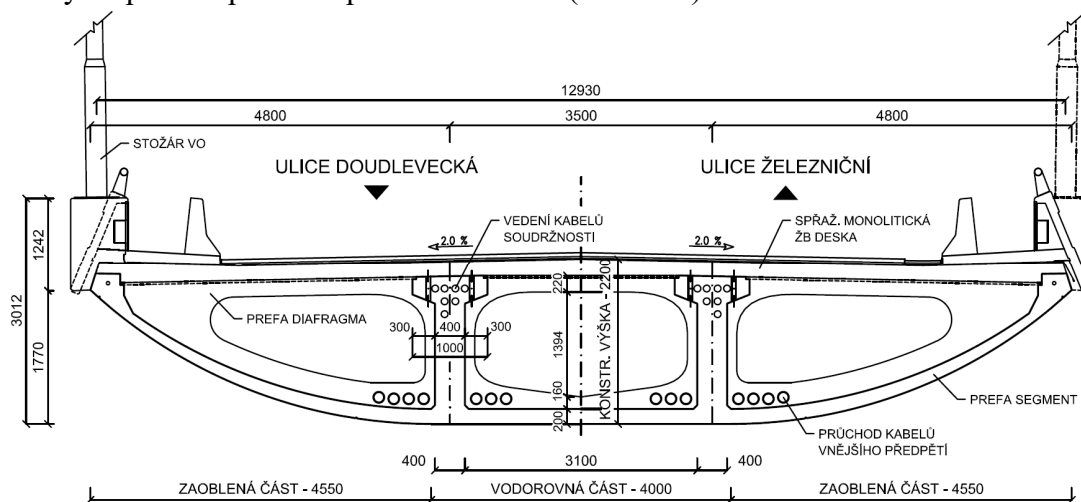 12930
4800
3500
4800
STOŽÁR VO
ULICE DOUDLEVECKÁ
ULICE ŽELEZNIČNÍ
VEDENÍ KABELŮ
SOUDRŽNOSTI
SPŘAŽ. MONOLITICKÁ
ŽB DESKA
2.0 %
2.0 %
1242
3012
1770
220
KONSTR. VÝŠKA - 2200
PREFA DIAFRAGMA
300
400
300
1000
1394
160
200
PREFA SEGMENT
PRŮCHOD KABELŮ
VNĚJŠÍHO PŘEDPĚTÍ
400
3100
400
ZAOBLENÁ ČÁST - 4550
VODOROVNÁ ČÁST - 4000
ZAOBLENÁ ČÁST - 4550